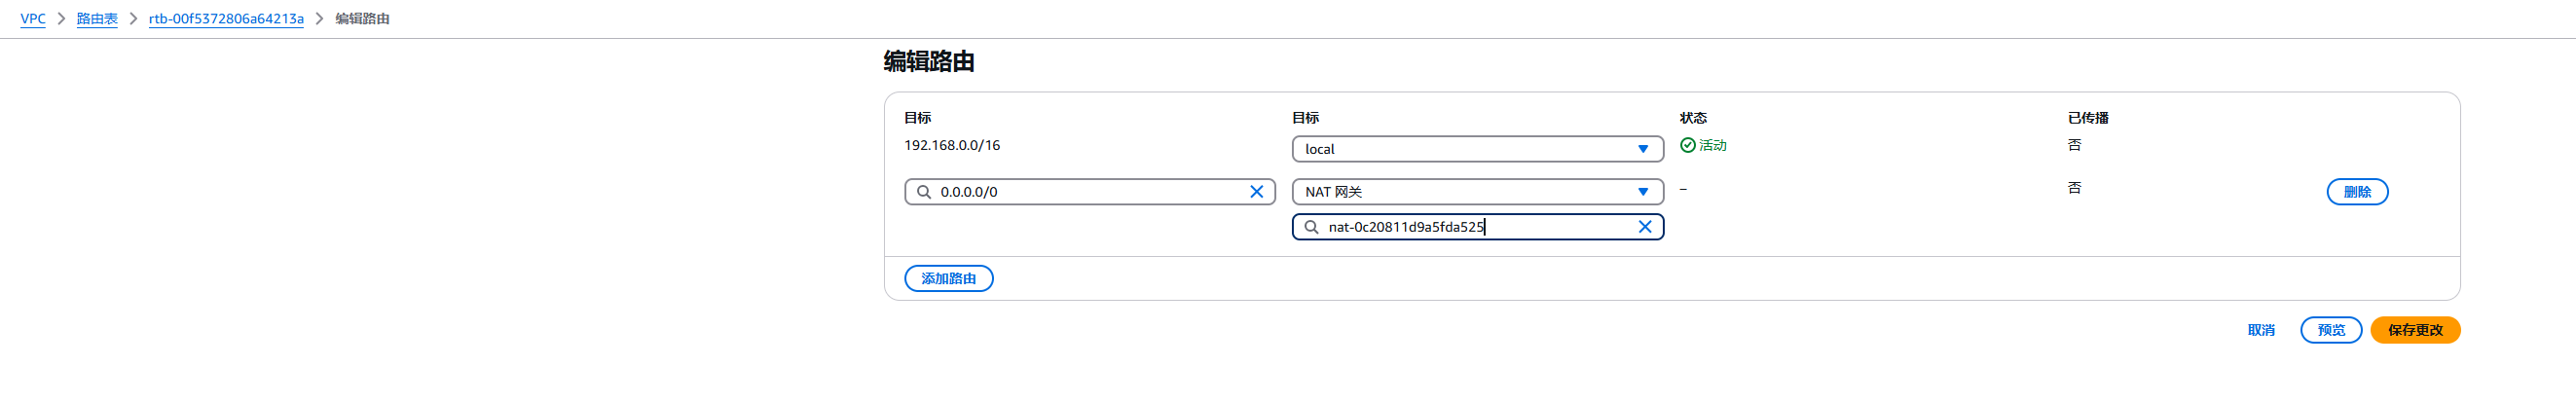 VPC > 路由表 > rtb-00f5372806a64213a > 编辑路由
编辑路由
目标 目标 状态 已传播
192.168.0.0/16 local 活动 否
0.0.0.0/0 NAT 网关 – 否 删除
nat-0c20811d9a5fda525
添加路由
取消 预览 保存更改